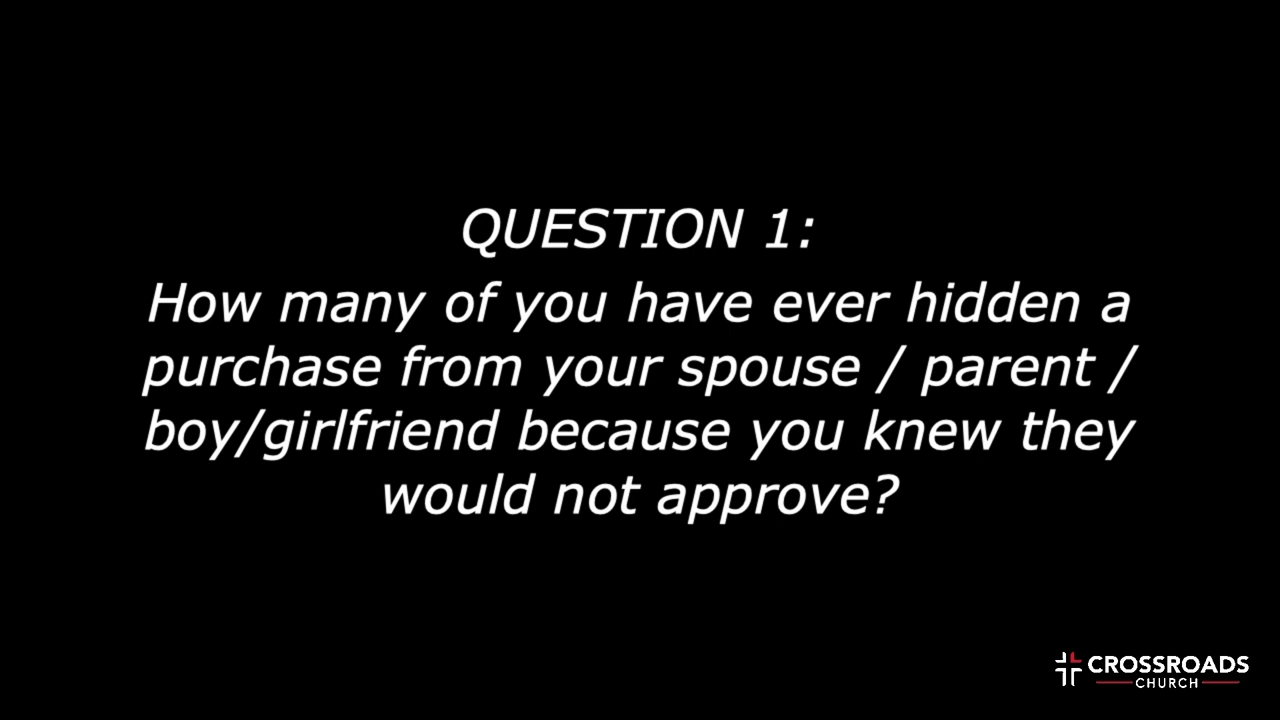 QUESTION 1:
How many of you have ever hidden a
purchase from your spouse / parent /
boy/girlfriend because you knew they
would not approve?
CROSSROADS
CHURCH